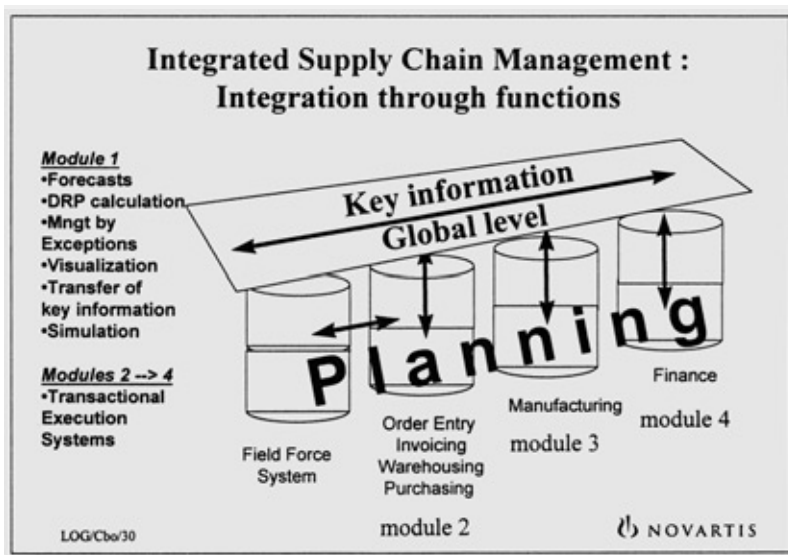 Integrated Supply Chain Management :
Integration through functions
Module 1
•Forecasts
•DRP calculation
•Mngt by
Exceptions
•Visualization
•Transfer of
key information
•Simulation
Modules 2 --> 4
•Transactional
Execution
Systems
Key information
Global level
Planning
Field Force
System
Order Entry
Invoicing
Warehousing
Purchasing
module 2
Manufacturing
module 3
Finance
module 4
LOG/Cbo/30
NOVARTIS